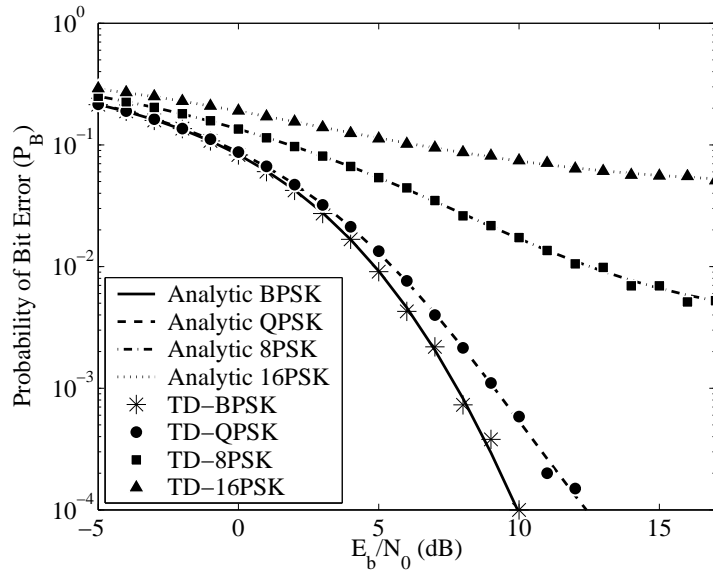 10^0
10^−1
10^−2
10^−3
10^−4
Probability of Bit Error (P_B)
Analytic BPSK
Analytic QPSK
Analytic 8PSK
Analytic 16PSK
TD−BPSK
TD−QPSK
TD−8PSK
TD−16PSK
−5 0 5 10 15
E_b/N_0 (dB)